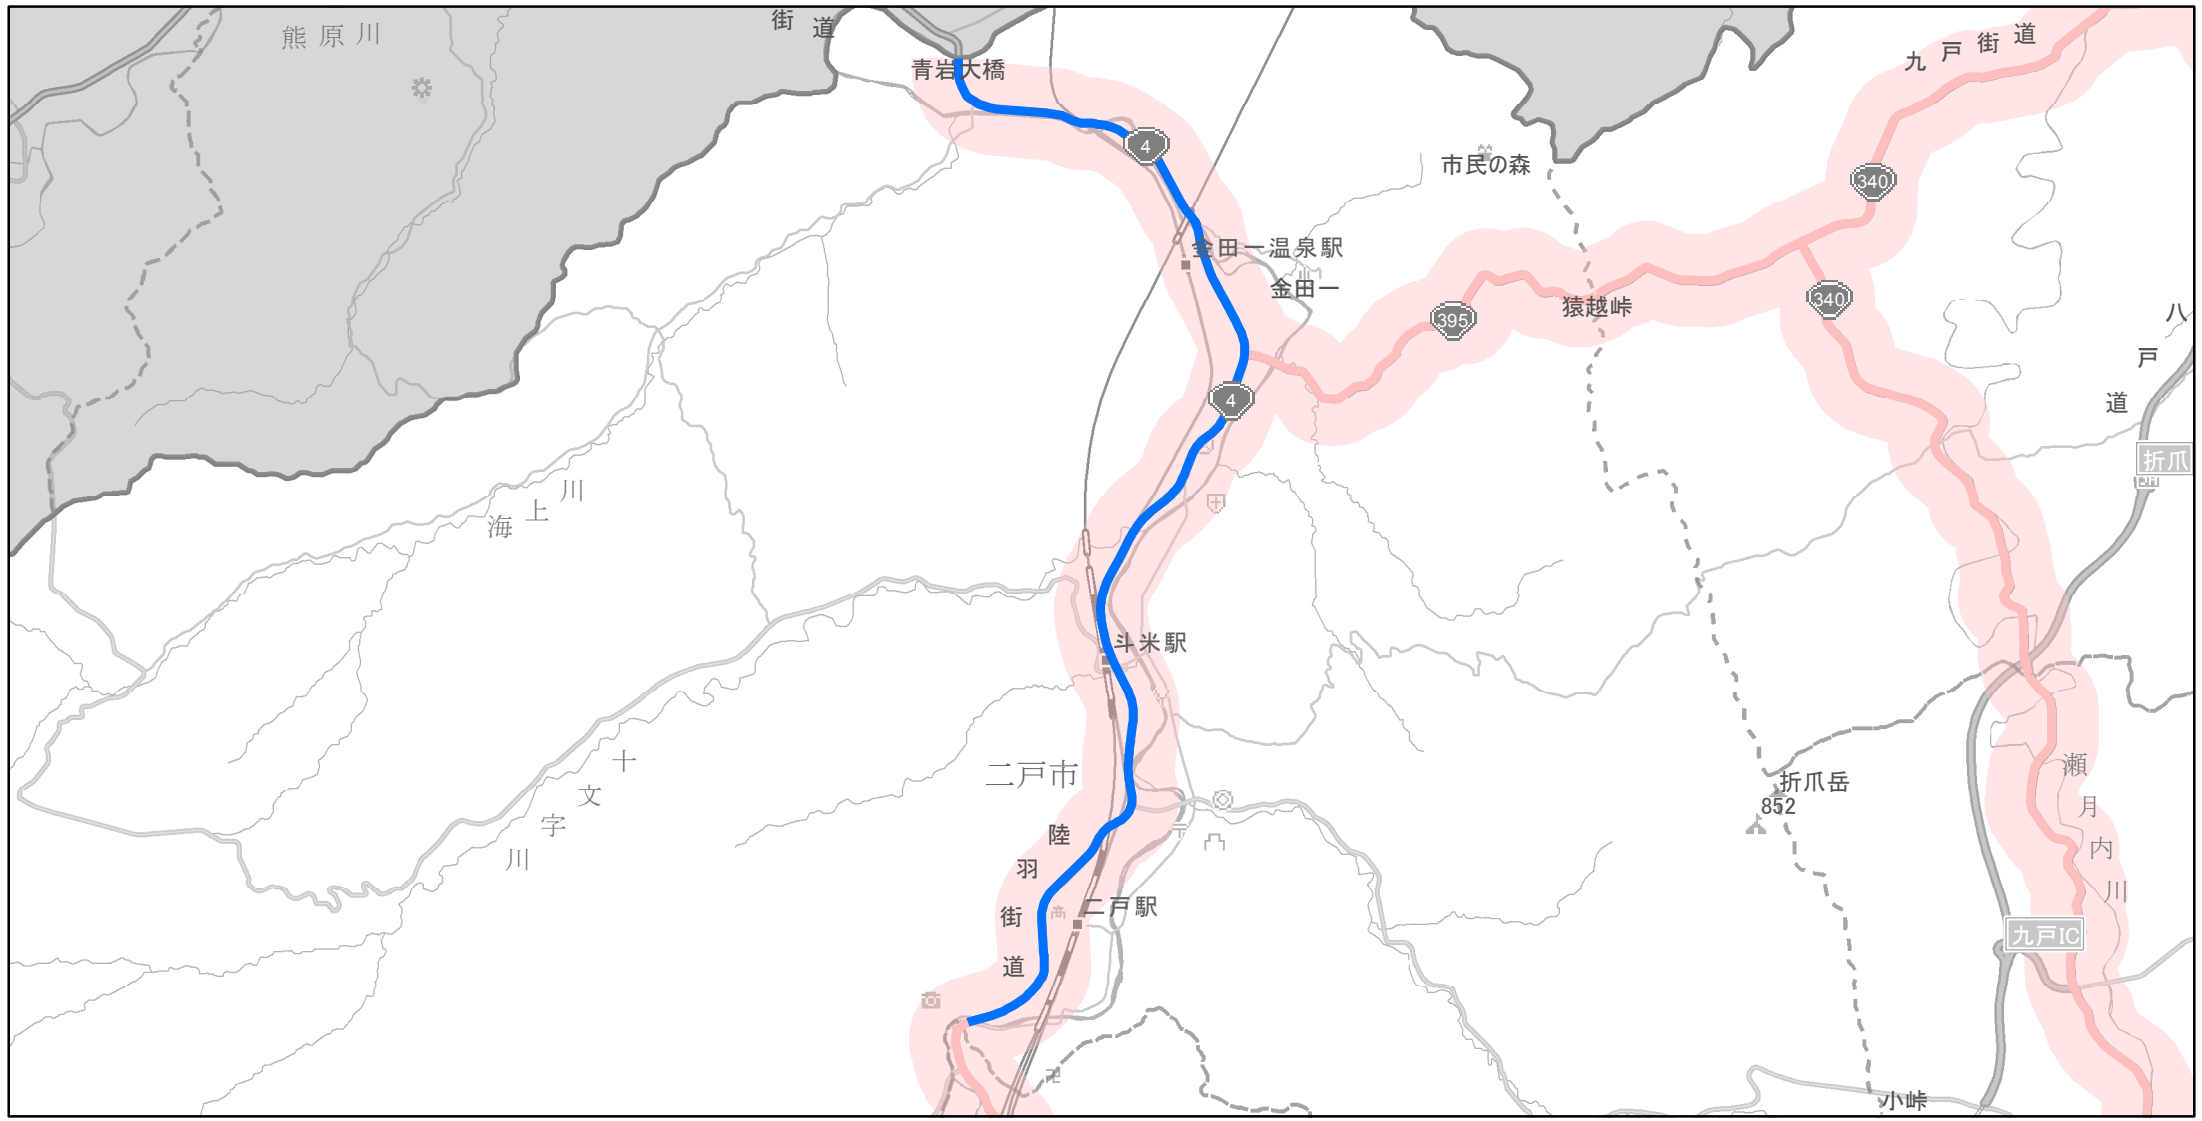 熊原川
街道
青岩大橋
九戸街道
4
市民の森
340
金田一温泉駅
金田一
340
猿越峠
395
八戸道
4
折爪
海上川
斗米駅
二戸市
十文字川
折爪岳
852
瀬月内川
陸羽街道
二戸駅
九戸IC
小峠